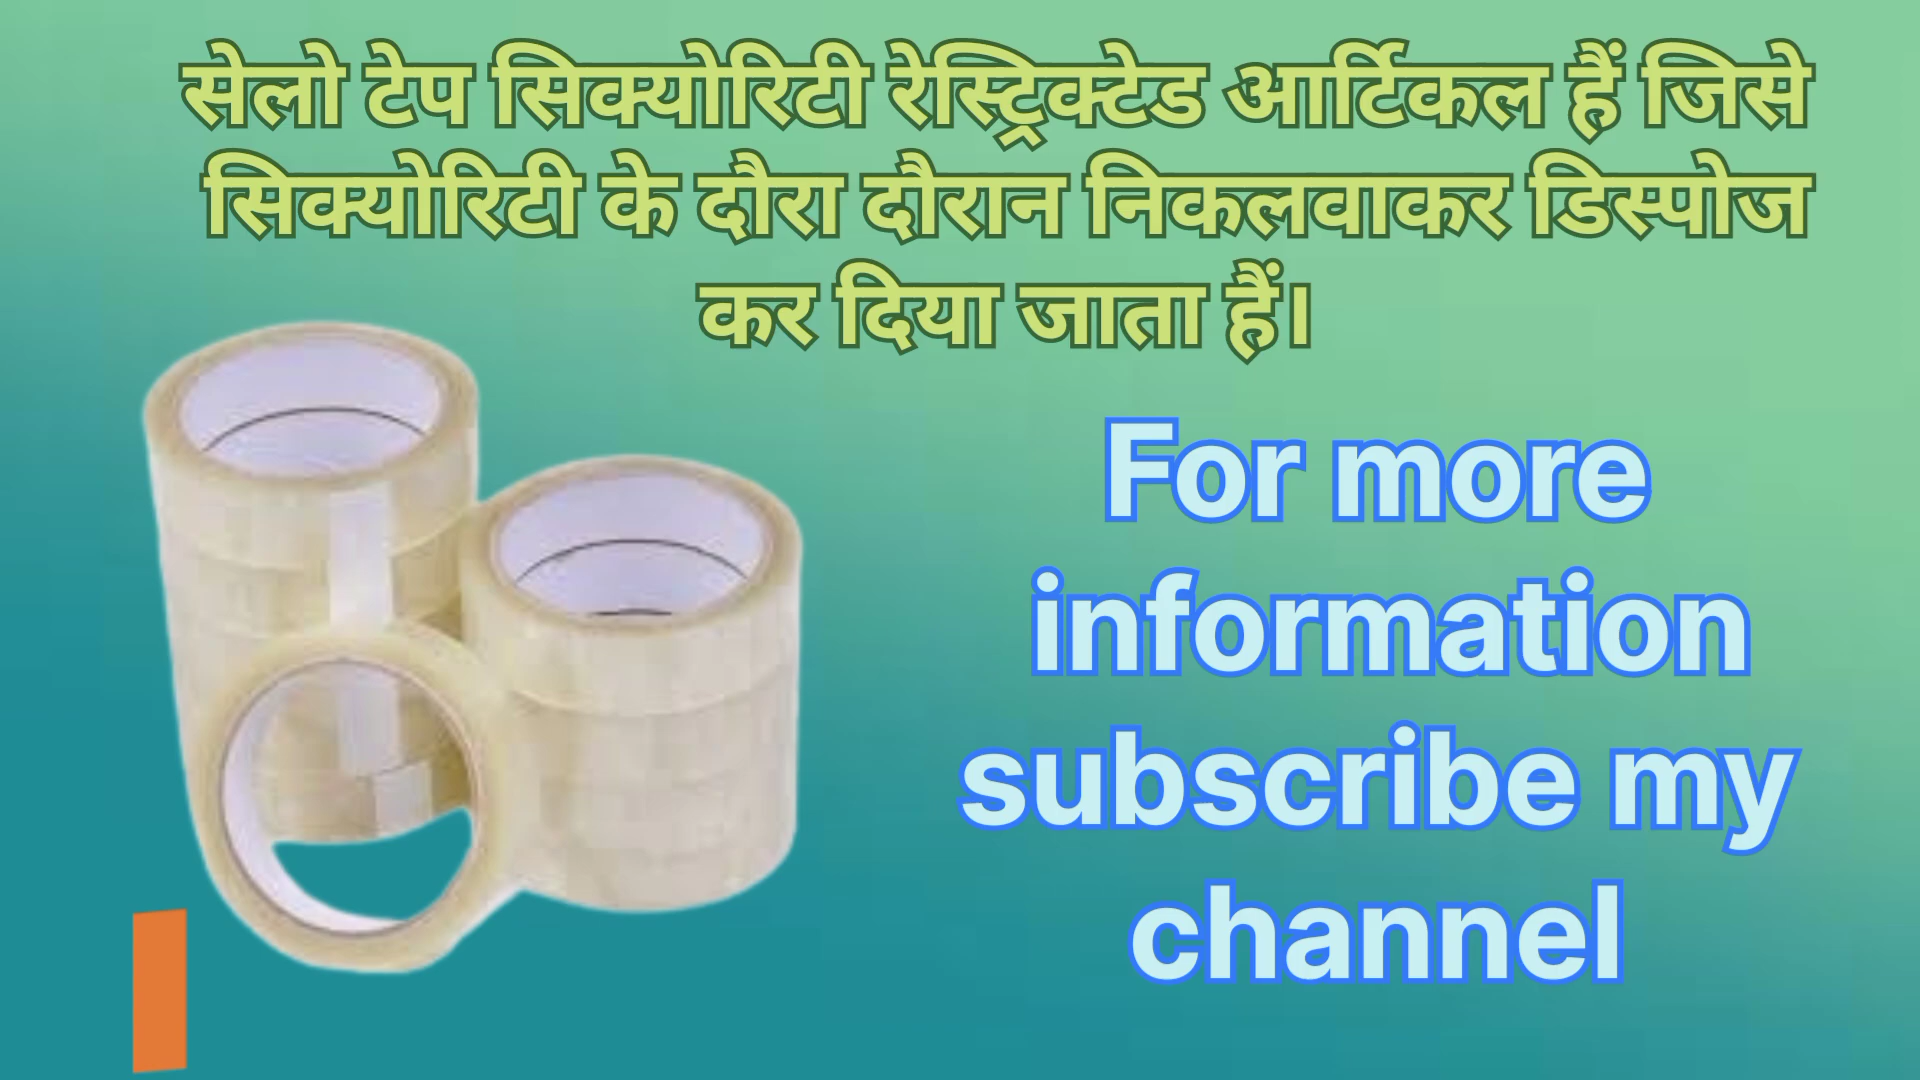 सेलो टेप सिक्योरिटी रेस्ट्रिक्टेड आर्टिकल हैं जिसे
सिक्योरिटी के दौरा दौरान निकलवाकर डिस्पोज
कर दिया जाता हैं।
For more
information
subscribe my
channel